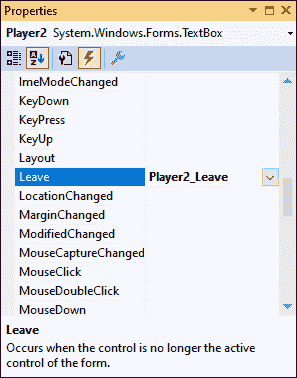 Properties
Player2 System.Windows.Forms.TextBox
ImeModeChanged
KeyDown
KeyPress
KeyUp
Layout
Leave Player2_Leave
LocationChanged
MarginChanged
ModifiedChanged
MouseCaptureChanged
MouseClick
MouseDoubleClick
MouseDown
Leave
Occurs when the control is no longer the active
control of the form.